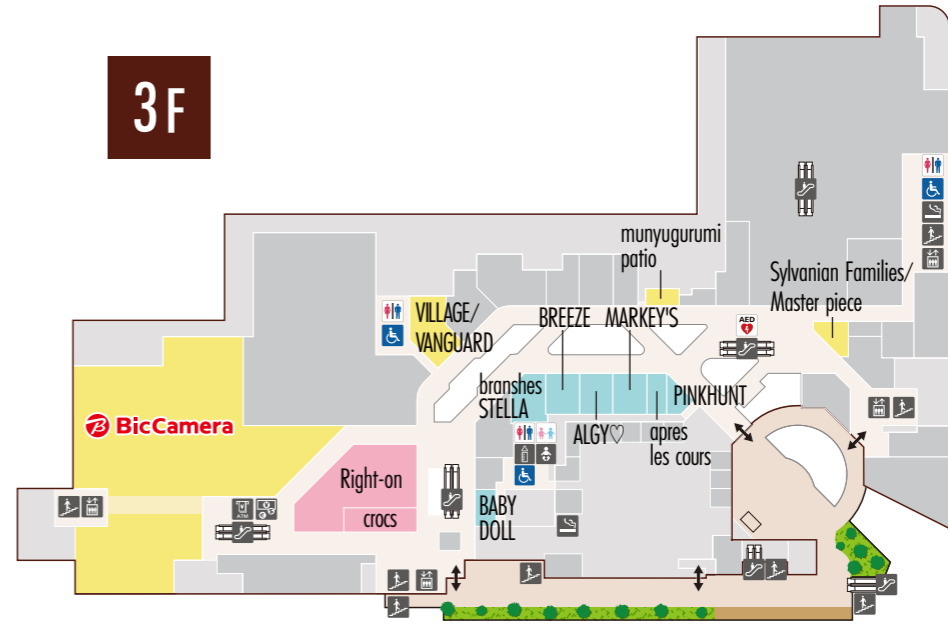 3F
munyugurumi
patio
Sylvanian Families/
Master piece
VILLAGE/
VANGUARD
BREEZE
MARKEY'S
AED
branshes
STELLA
PINKHUNT
ALGY♡
apres
les cours
B BicCamera
Right-on
crocs
BABY
DOLL
ATM